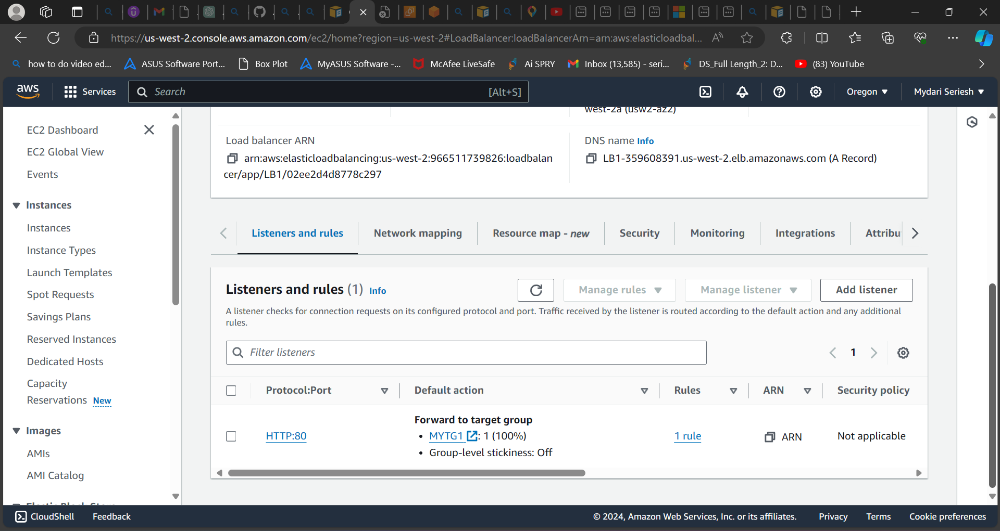 https://us-west-2.console.aws.amazon.com/ec2/home?region=us-west-2#LoadBalancer:loadBalancerArn=arn:aws:elasticloadbal...
how to do video ed...
ASUS Software Port...
Box Plot
MyASUS Software -...
McAfee LiveSafe
Ai SPRY
Inbox (13,585) - seri...
DS_Full Length_2: D...
(83) YouTube
aws
Services
Search
[Alt+S]
Oregon
Mydari Seriesh
EC2 Dashboard
EC2 Global View
Events
Instances
Instances
Instance Types
Launch Templates
Spot Requests
Savings Plans
Reserved Instances
Dedicated Hosts
Capacity
Reservations New
Images
AMIs
AMI Catalog
Elastic Block Store
west-2a (usw2-az2)
Load balancer ARN
arn:aws:elasticloadbalancing:us-west-2:966511739826:loadbalan
cer/app/LB1/02ee2d4d8778c297
DNS name Info
LB1-359608391.us-west-2.elb.amazonaws.com (A Record)
Listeners and rules
Network mapping
Resource map - new
Security
Monitoring
Integrations
Attribu
Listeners and rules (1) Info
Manage rules
Manage listener
Add listener
A listener checks for connection requests on its configured protocol and port. Traffic received by the listener is routed according to the default action and any additional
rules.
Filter listeners
1
Protocol:Port
Default action
Rules
ARN
Security policy
HTTP:80
Forward to target group
• MYTG1 : 1 (100%)
• Group-level stickiness: Off
1 rule
ARN
Not applicable
CloudShell
Feedback
© 2024, Amazon Web Services, Inc. or its affiliates.
Privacy
Terms
Cookie preferences